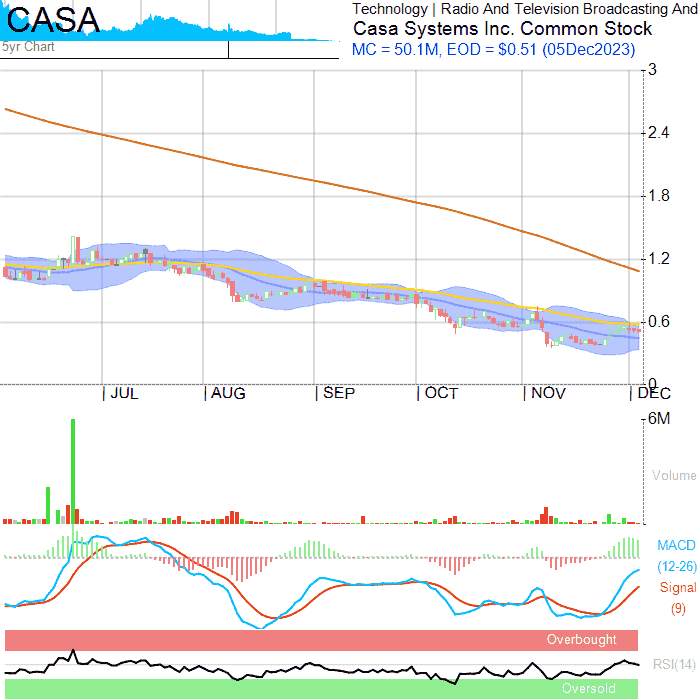 CASA
5yr Chart
Technology | Radio And Television Broadcasting And
Casa Systems Inc. Common Stock
MC = 50.1M, EOD = $0.51 (05Dec2023)
3
2.4
1.8
1.2
0.6
0
JUL AUG SEP OCT NOV DEC
6M
Volume
MACD
(12-26)
Signal
(9)
Overbought
RSI(14)
Oversold